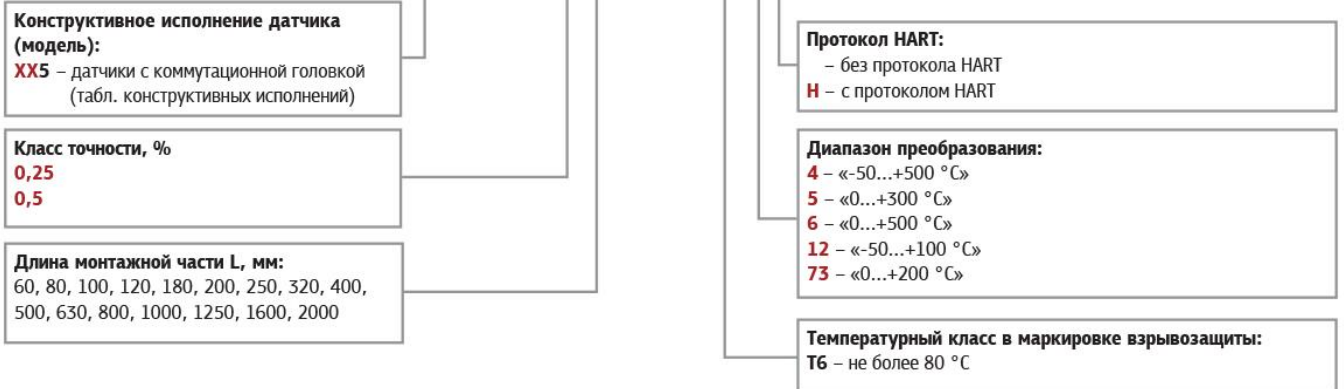 Конструктивное исполнение датчика
(модель):
XX5 – датчики с коммутационной головкой
(табл. конструктивных исполнений)
Класс точности, %
0,25
0,5
Длина монтажной части L, мм:
60, 80, 100, 120, 180, 200, 250, 320, 400,
500, 630, 800, 1000, 1250, 1600, 2000
Протокол HART:
– без протокола HART
H – с протоколом HART
Диапазон преобразования:
4 – «-50...+500 °C»
5 – «0...+300 °C»
6 – «0...+500 °C»
12 – «-50...+100 °C»
73 – «0...+200 °C»
Температурный класс в маркировке взрывозащиты:
T6 – не более 80 °C